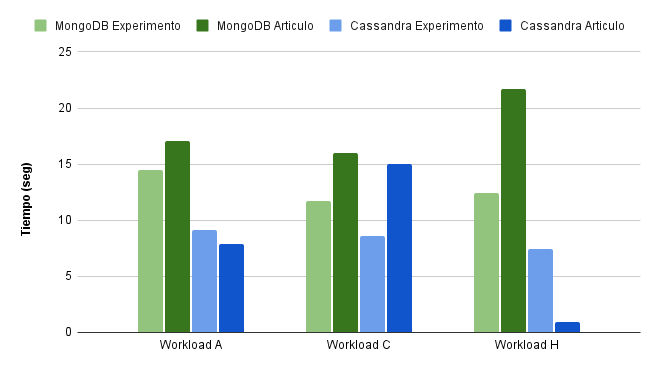 MongoDB Experimento MongoDB Articulo Cassandra Experimento Cassandra Articulo
25
20
15
10
5
0
Tiempo (seg)
Workload A Workload C Workload H